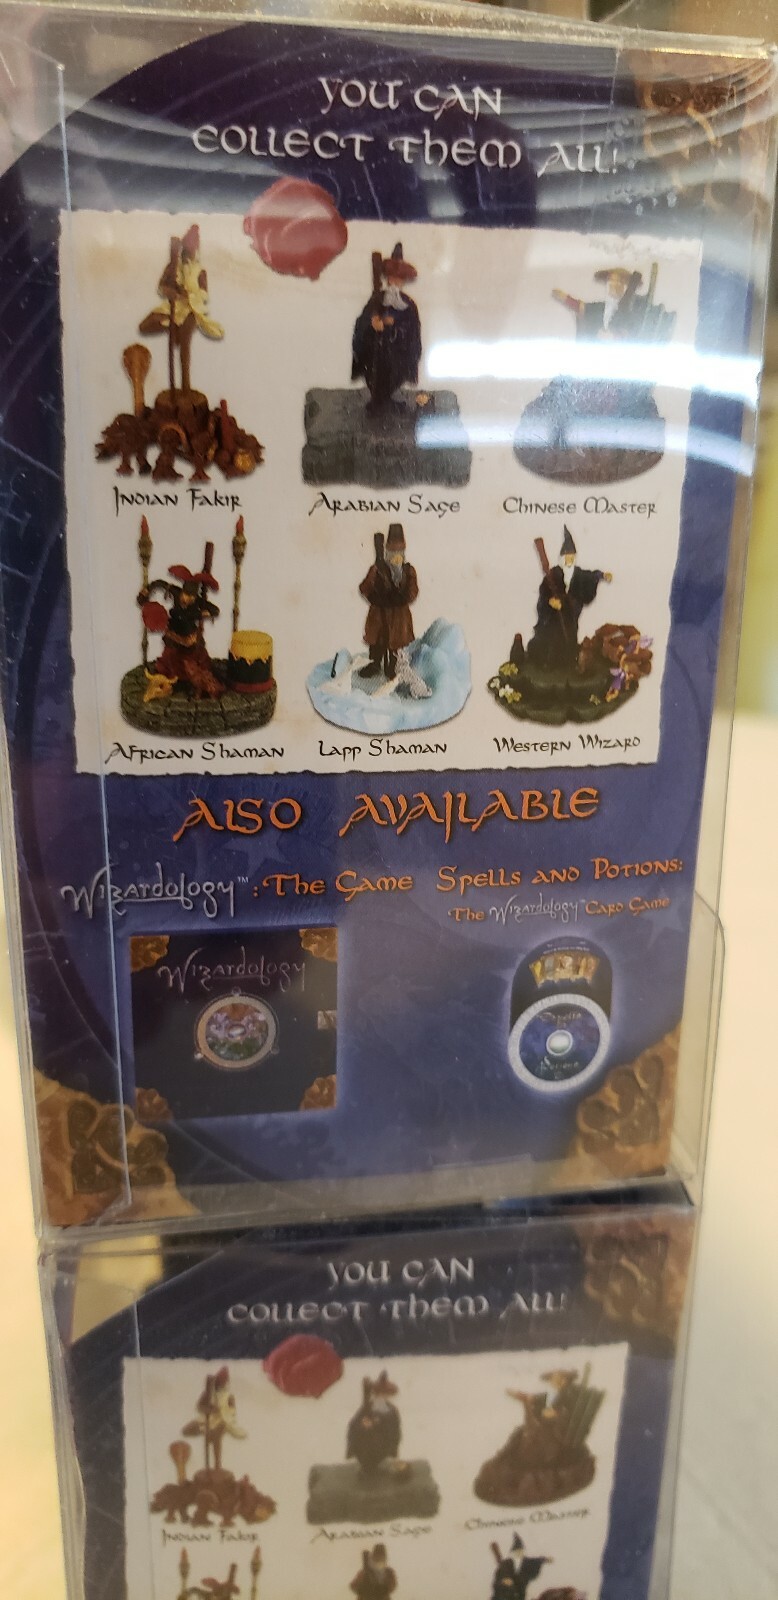 YOU CAN
COLLECT THEM ALL!
INDIAN FAKIR
ARABIAN SAGE
CHINESE MASTER
AFRICAN SHAMAN
LAPP SHAMAN
WESTERN WIZARD
ALSO AVAILABLE
Wizardology™: THE GAME
SPELLS AND POTIONS:
THE Wizardology™ CARD GAME
Wizardology
YOU CAN
COLLECT THEM ALL!
INDIAN FAKIR
ARABIAN SAGE
CHINESE MASTER